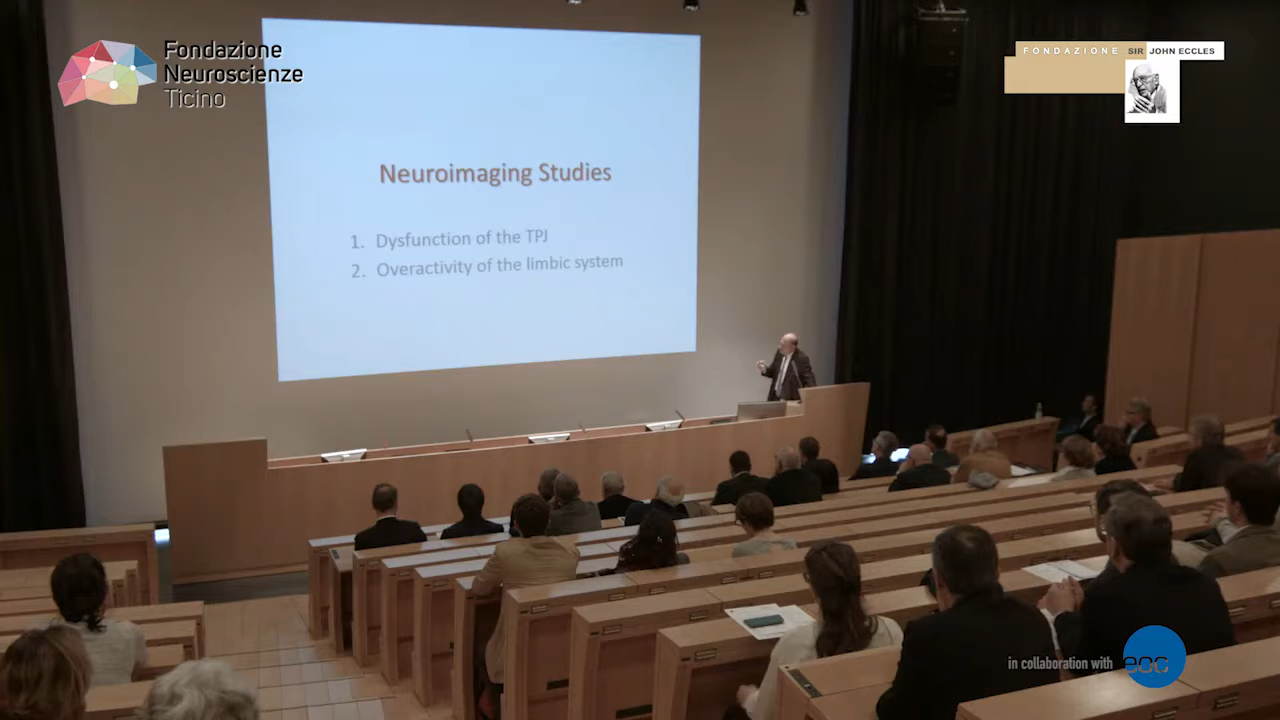 Fondazione
Neuroscienze
Ticino
FONDAZIONE SIR JOHN ECCLES
Neuroimaging Studies
1. Dysfunction of the TPJ
2. Overactivity of the limbic system
in collaboration with eoc